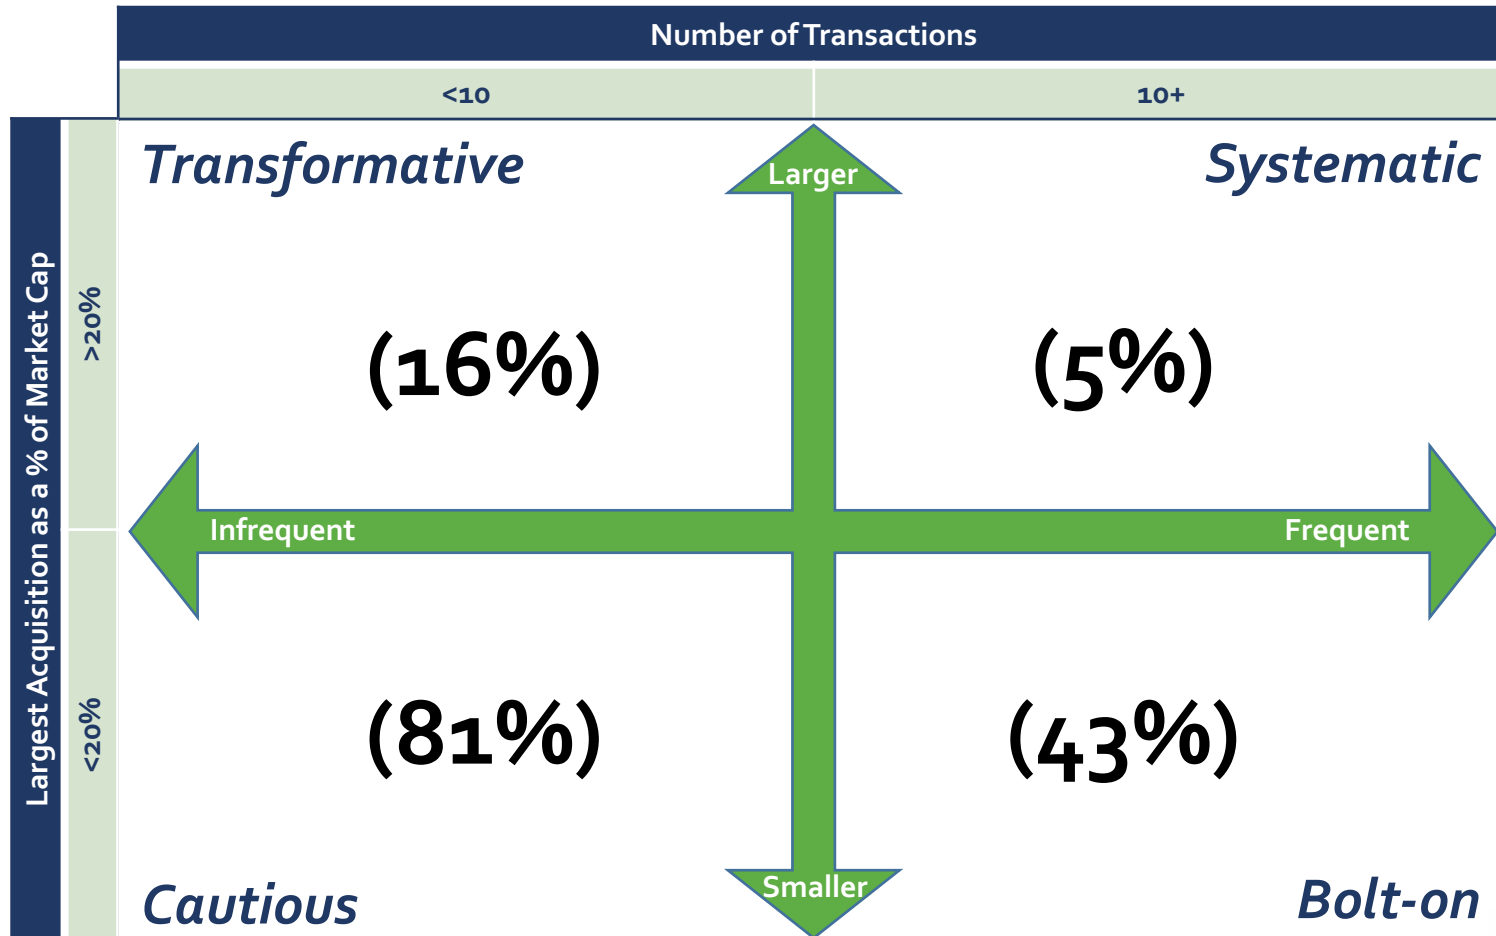 Number of Transactions
<10
10+
Largest Acquisition as a % of Market Cap
>20%
<20%
Transformative
Systematic
Larger
(16%)
(5%)
Infrequent
Frequent
(81%)
(43%)
Smaller
Cautious
Bolt-on